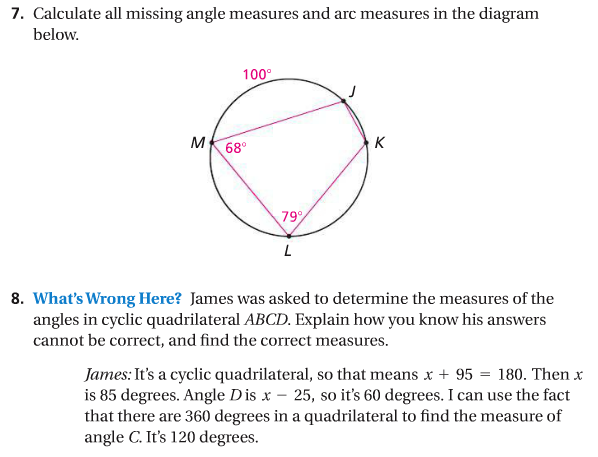 7. Calculate all missing angle measures and arc measures in the diagram
below.
100°
J
M
68°
K
79°
L
8. What's Wrong Here? James was asked to determine the measures of the
angles in cyclic quadrilateral ABCD. Explain how you know his answers
cannot be correct, and find the correct measures.
James: It's a cyclic quadrilateral, so that means x + 95 = 180. Then x
is 85 degrees. Angle D is x − 25, so it's 60 degrees. I can use the fact
that there are 360 degrees in a quadrilateral to find the measure of
angle C. It's 120 degrees.